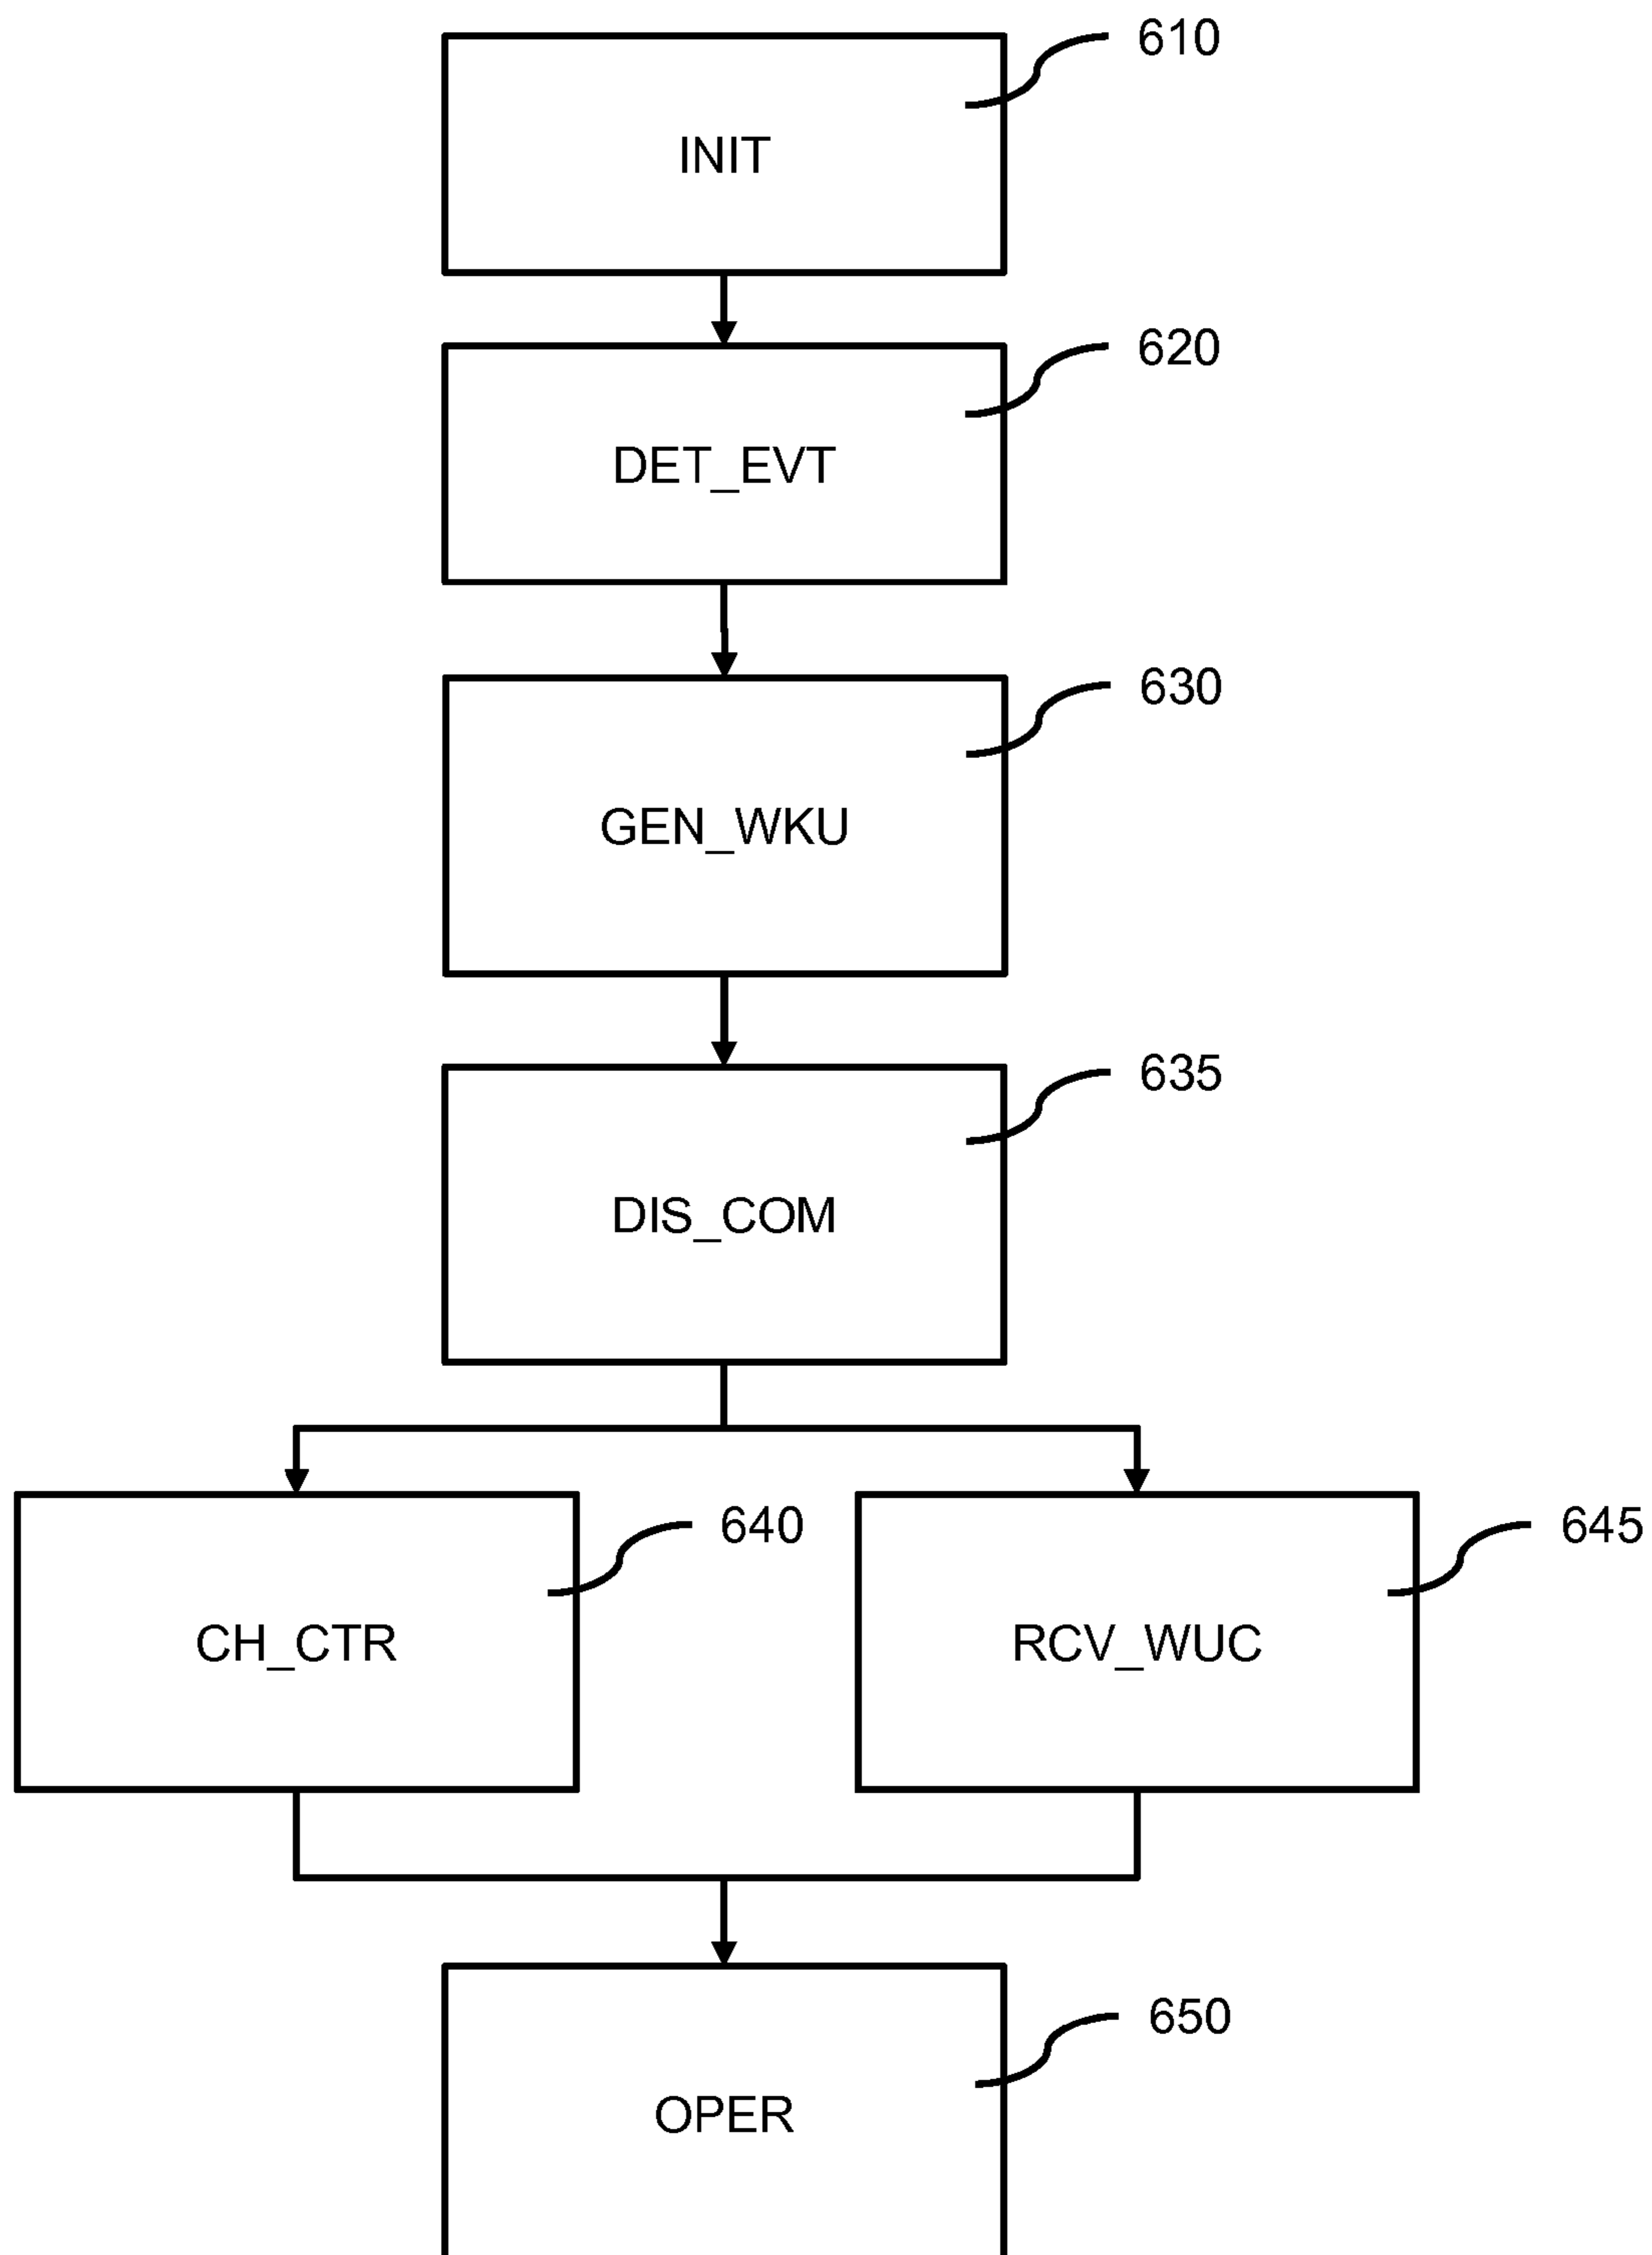 610
INIT
620
DET_EVT
630
GEN_WKU
635
DIS_COM
640
645
CH_CTR
RCV_WUC
650
OPER